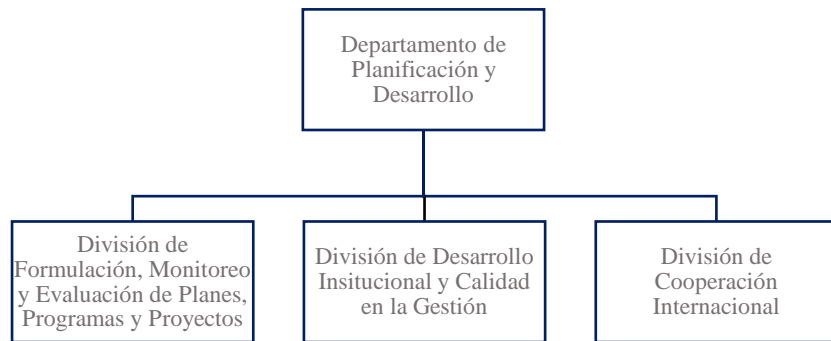 Departamento de
Planificación y
Desarrollo
División de
Formulación, Monitoreo
y Evaluación de Planes,
Programas y Proyectos
División de Desarrollo
Insitucional y Calidad
en la Gestión
División de
Cooperación
Internacional